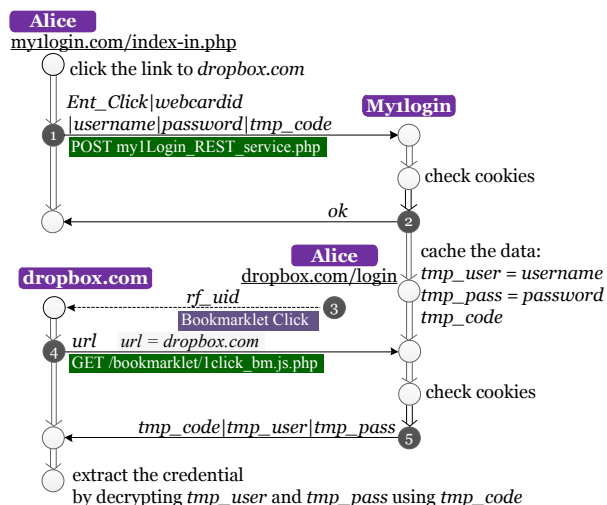 Alice
my1login.com/index-in.php
click the link to dropbox.com
Ent_Click|webcardid
|username|password|tmp_code
My1login
1
POST my1Login_REST_service.php
check cookies
ok
2
Alice
cache the data:
dropbox.com
dropbox.com/login
tmp_user = username
rf_uid
3
tmp_pass = password
Bookmarklet Click
tmp_code
url url = dropbox.com
4
GET /bookmarklet/1click_bm.js.php
check cookies
tmp_code|tmp_user|tmp_pass
5
extract the credential
by decrypting tmp_user and tmp_pass using tmp_code